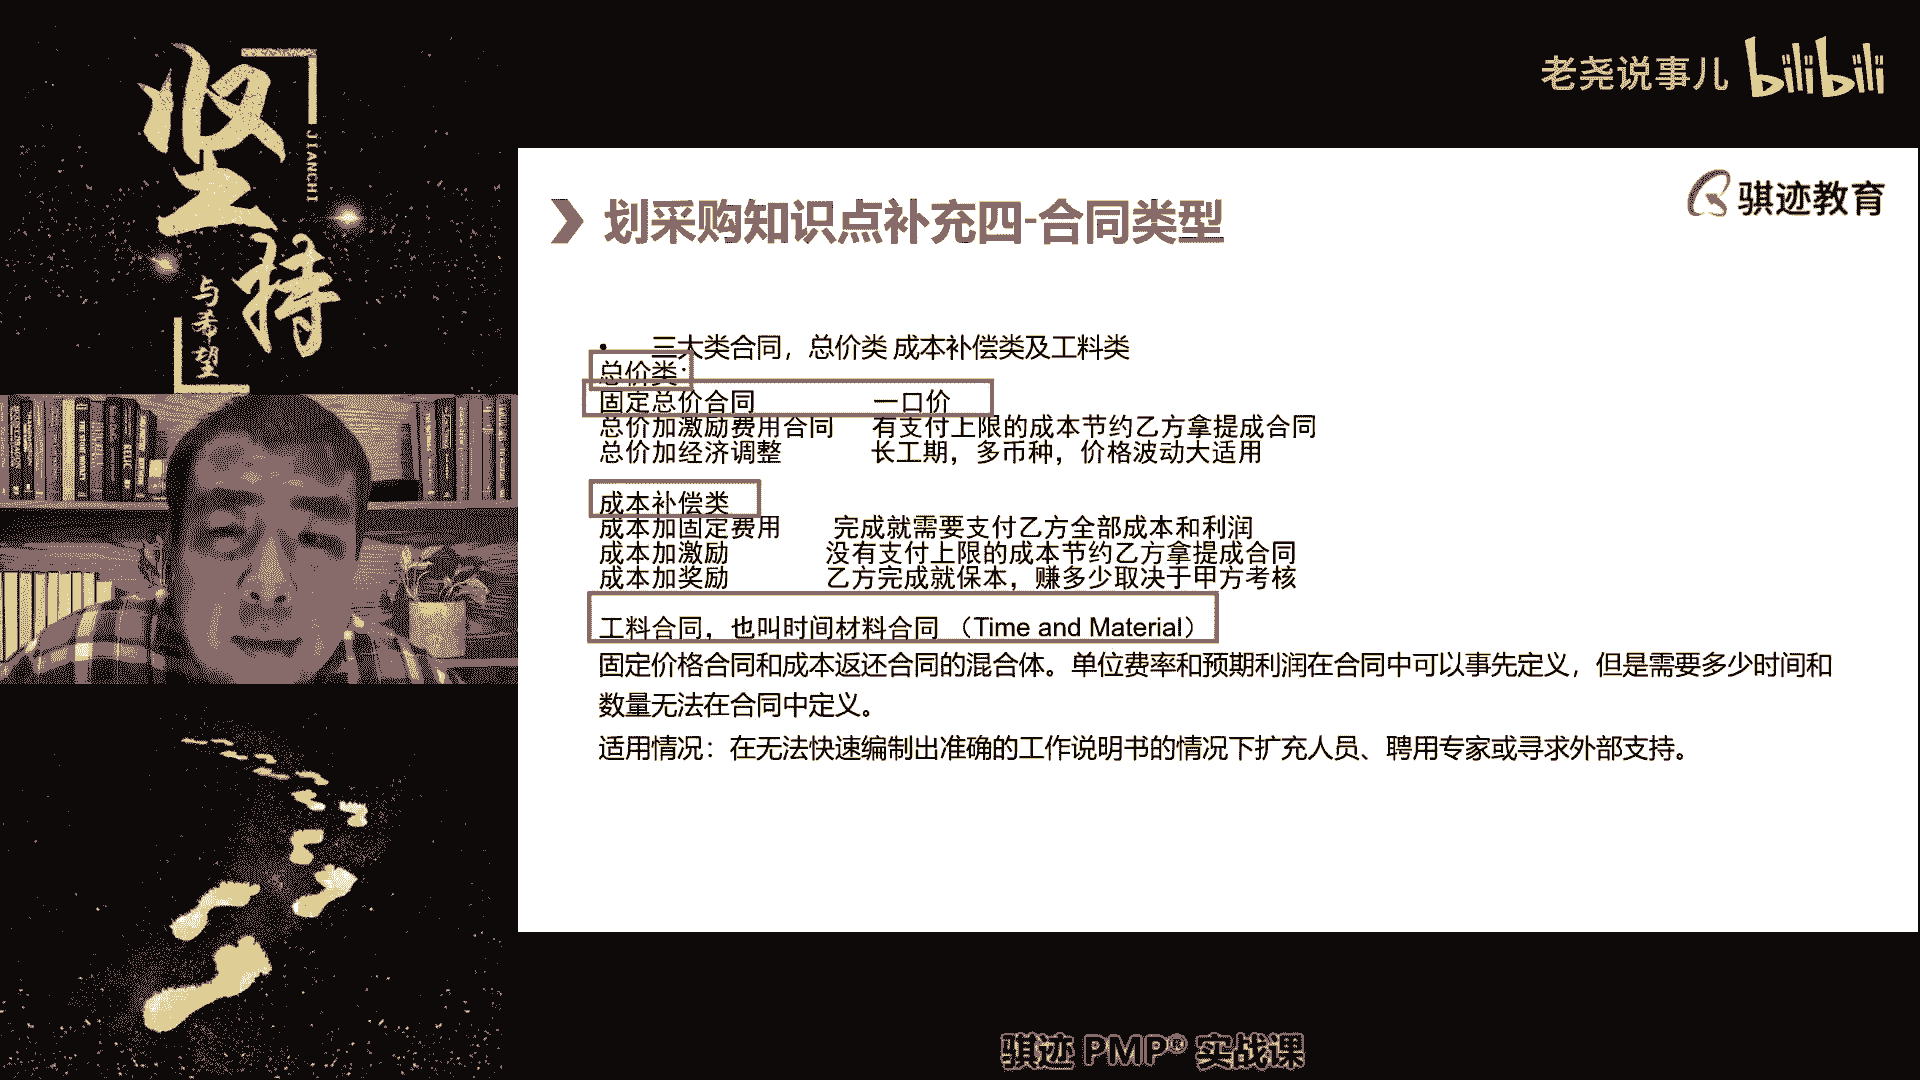 坚持
JIANCHI
与希望
老尧说事儿 bilibili
骐迹教育
划采购知识点补充四-合同类型
• 三大类合同，总价类 成本补偿类及工料类
总价类：
固定总价合同 一口价
总价加激励费用合同 有支付上限的成本节约乙方拿提成合同
总价加经济调整 长工期，多币种，价格波动大适用
成本补偿类
成本加固定费用 完成就需要支付乙方全部成本和利润
成本加激励 没有支付上限的成本节约乙方拿提成合同
成本加奖励 乙方完成就保本，赚多少取决于甲方考核
工料合同，也叫时间材料合同 （Time and Material）
固定价格合同和成本返还合同的混合体。单位费率和预期利润在合同中可以事先定义，但是需要多少时间和
数量无法在合同中定义。
适用情况：在无法快速编制出准确的工作说明书的情况下扩充人员、聘用专家或寻求外部支持。
骐迹 PMP® 实战课